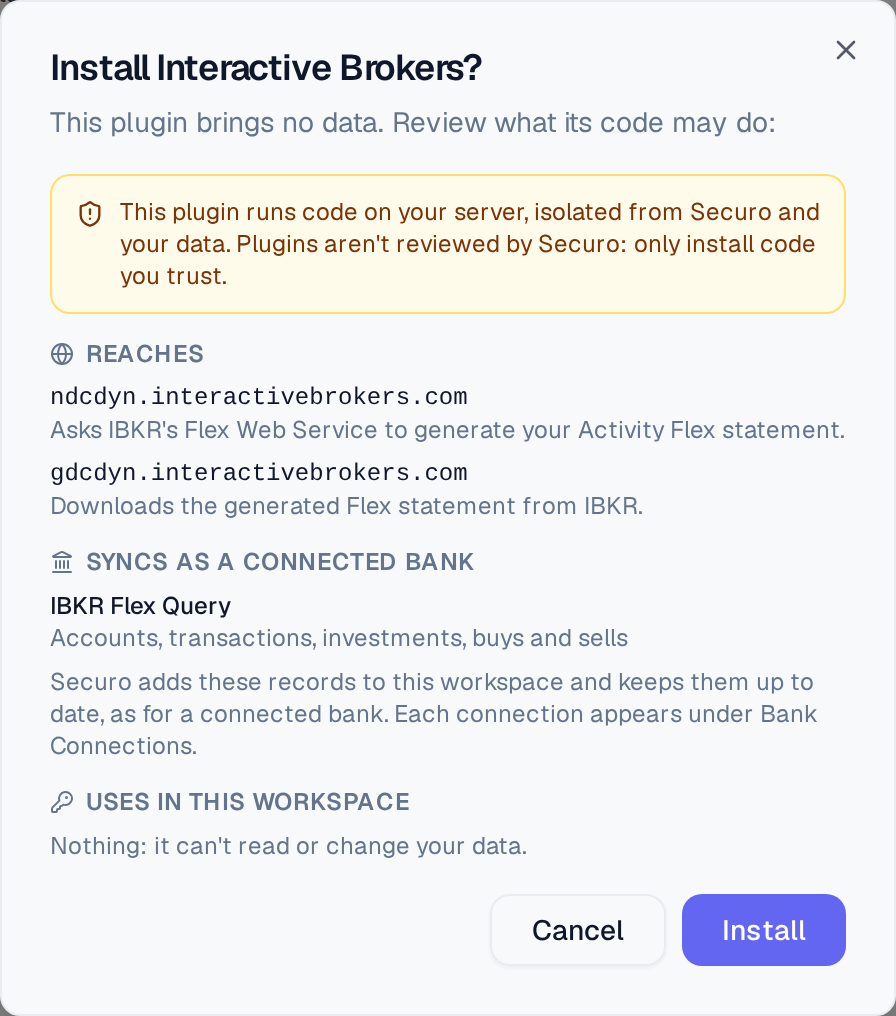 Install Interactive Brokers?
This plugin brings no data. Review what its code may do:
This plugin runs code on your server, isolated from Securo and
your data. Plugins aren't reviewed by Securo: only install code
you trust.
REACHES
ndcdyn.interactivebrokers.com
Asks IBKR's Flex Web Service to generate your Activity Flex statement.
gdcdyn.interactivebrokers.com
Downloads the generated Flex statement from IBKR.
SYNCS AS A CONNECTED BANK
IBKR Flex Query
Accounts, transactions, investments, buys and sells
Securo adds these records to this workspace and keeps them up to
date, as for a connected bank. Each connection appears under Bank
Connections.
USES IN THIS WORKSPACE
Nothing: it can't read or change your data.
Cancel
Install